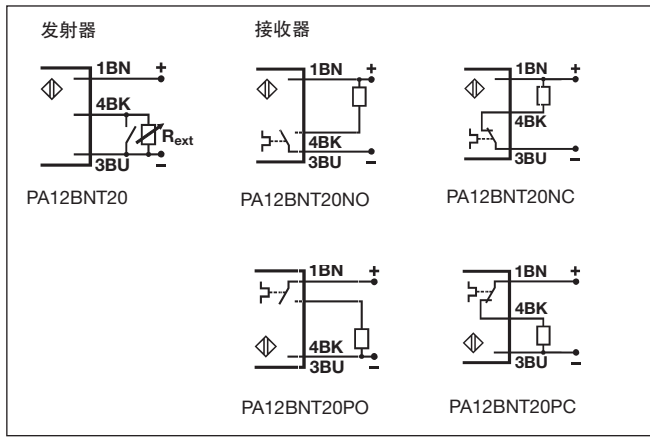 发射器
1BN +
4BK
Rext
3BU –
PA12BNT20
接收器
1BN +
4BK
3BU –
PA12BNT20NO
1BN +
4BK
3BU –
PA12BNT20NC
1BN +
4BK
3BU –
PA12BNT20PO
1BN +
4BK
3BU –
PA12BNT20PC